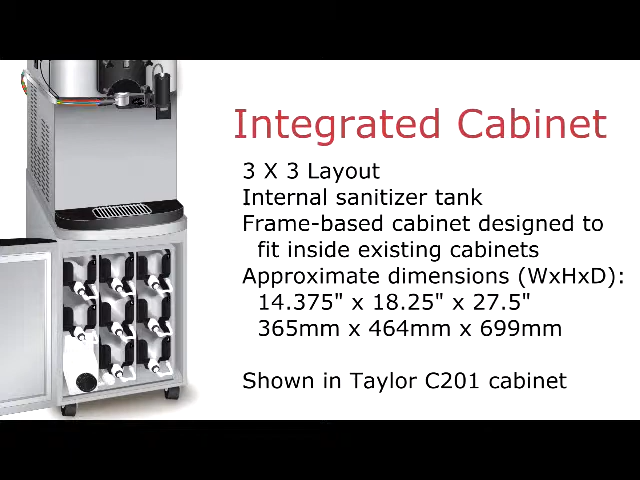 Integrated Cabinet
3 X 3 Layout
Internal sanitizer tank
Frame-based cabinet designed to
fit inside existing cabinets
Approximate dimensions (WxHxD):
14.375" x 18.25" x 27.5"
365mm x 464mm x 699mm
Shown in Taylor C201 cabinet